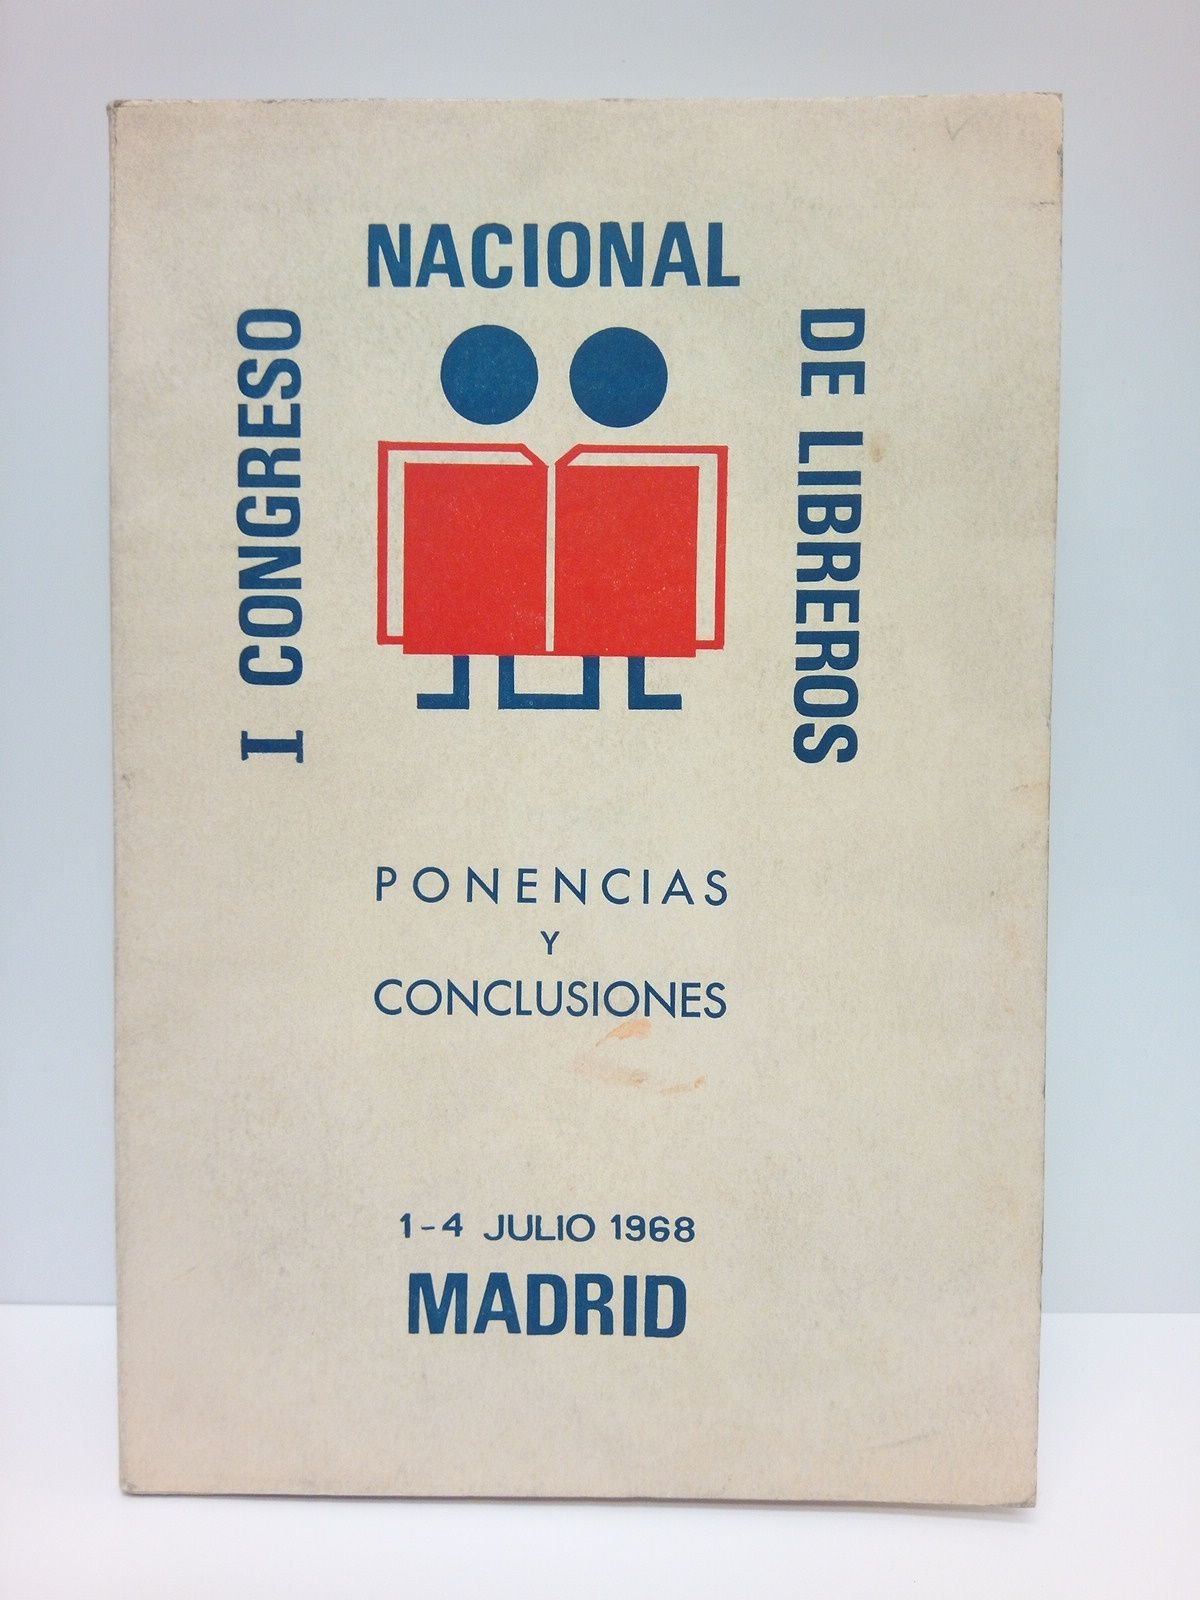 I CONGRESO
NACIONAL
DE LIBREROS
PONENCIAS
Y
CONCLUSIONES
1-4 JULIO 1968
MADRID